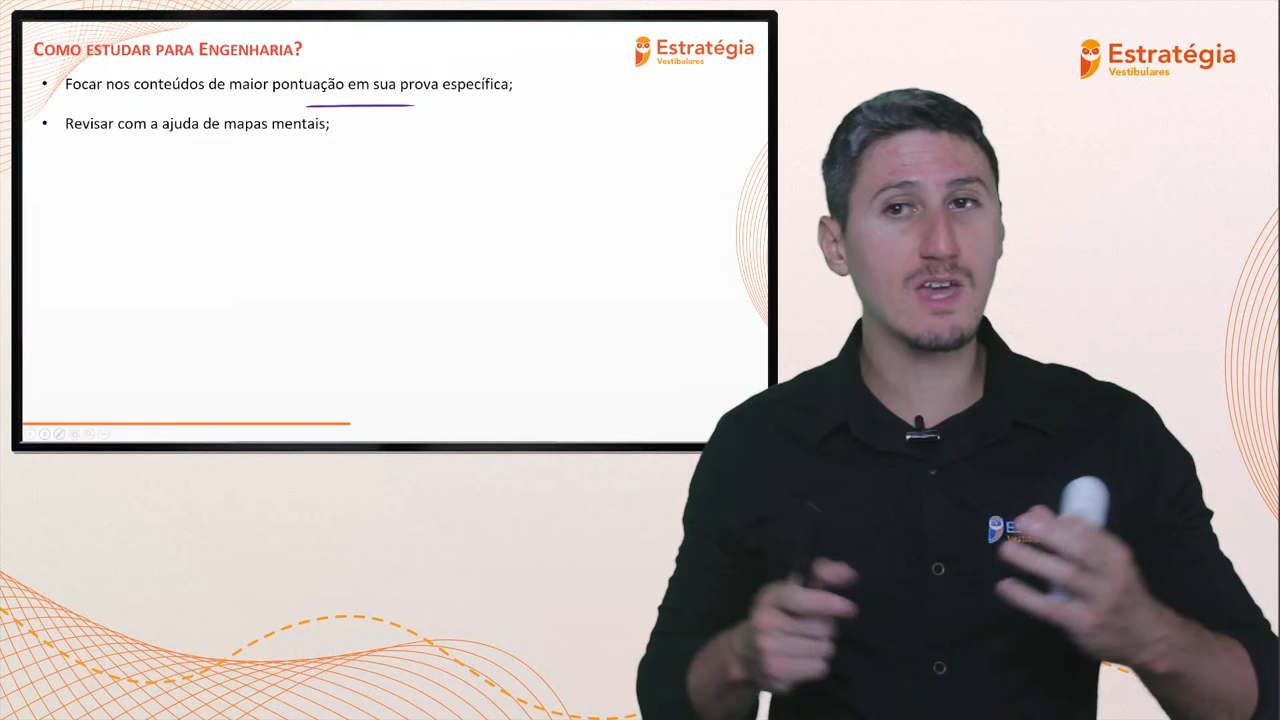 COMO ESTUDAR PARA ENGENHARIA?
Estratégia
Vestibulares
• Focar nos conteúdos de maior pontuação em sua prova específica;
• Revisar com a ajuda de mapas mentais;
Estratégia
Vestibulares